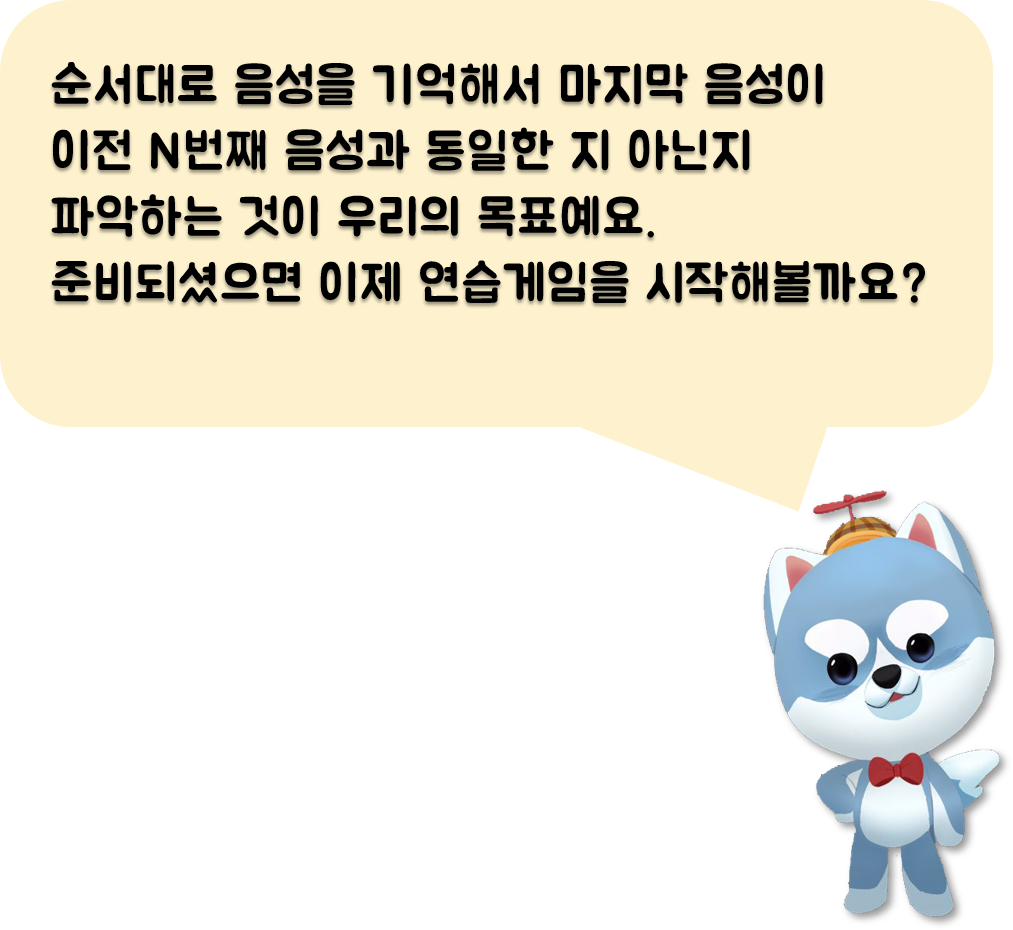 순서대로 음성을 기억해서 마지막 음성이
이전 N번째 음성과 동일한 지 아닌지
파악하는 것이 우리의 목표예요.
준비되셨으면 이제 연습게임을 시작해볼까요?